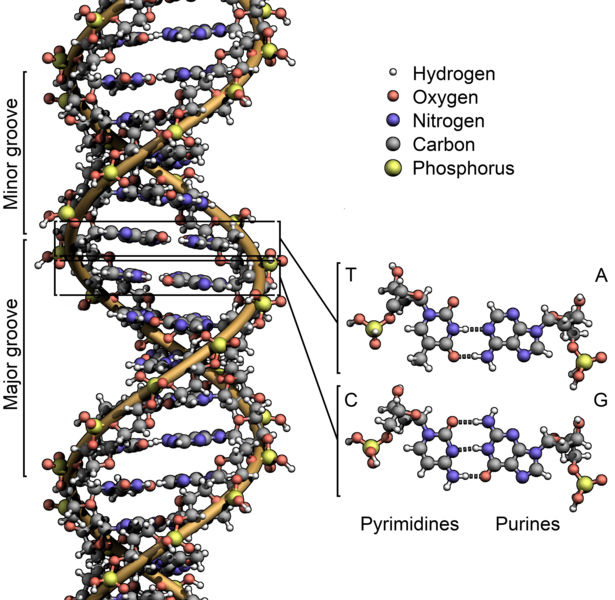 Minor groove
Major groove
Hydrogen
Oxygen
Nitrogen
Carbon
Phosphorus
T A
C G
Pyrimidines Purines